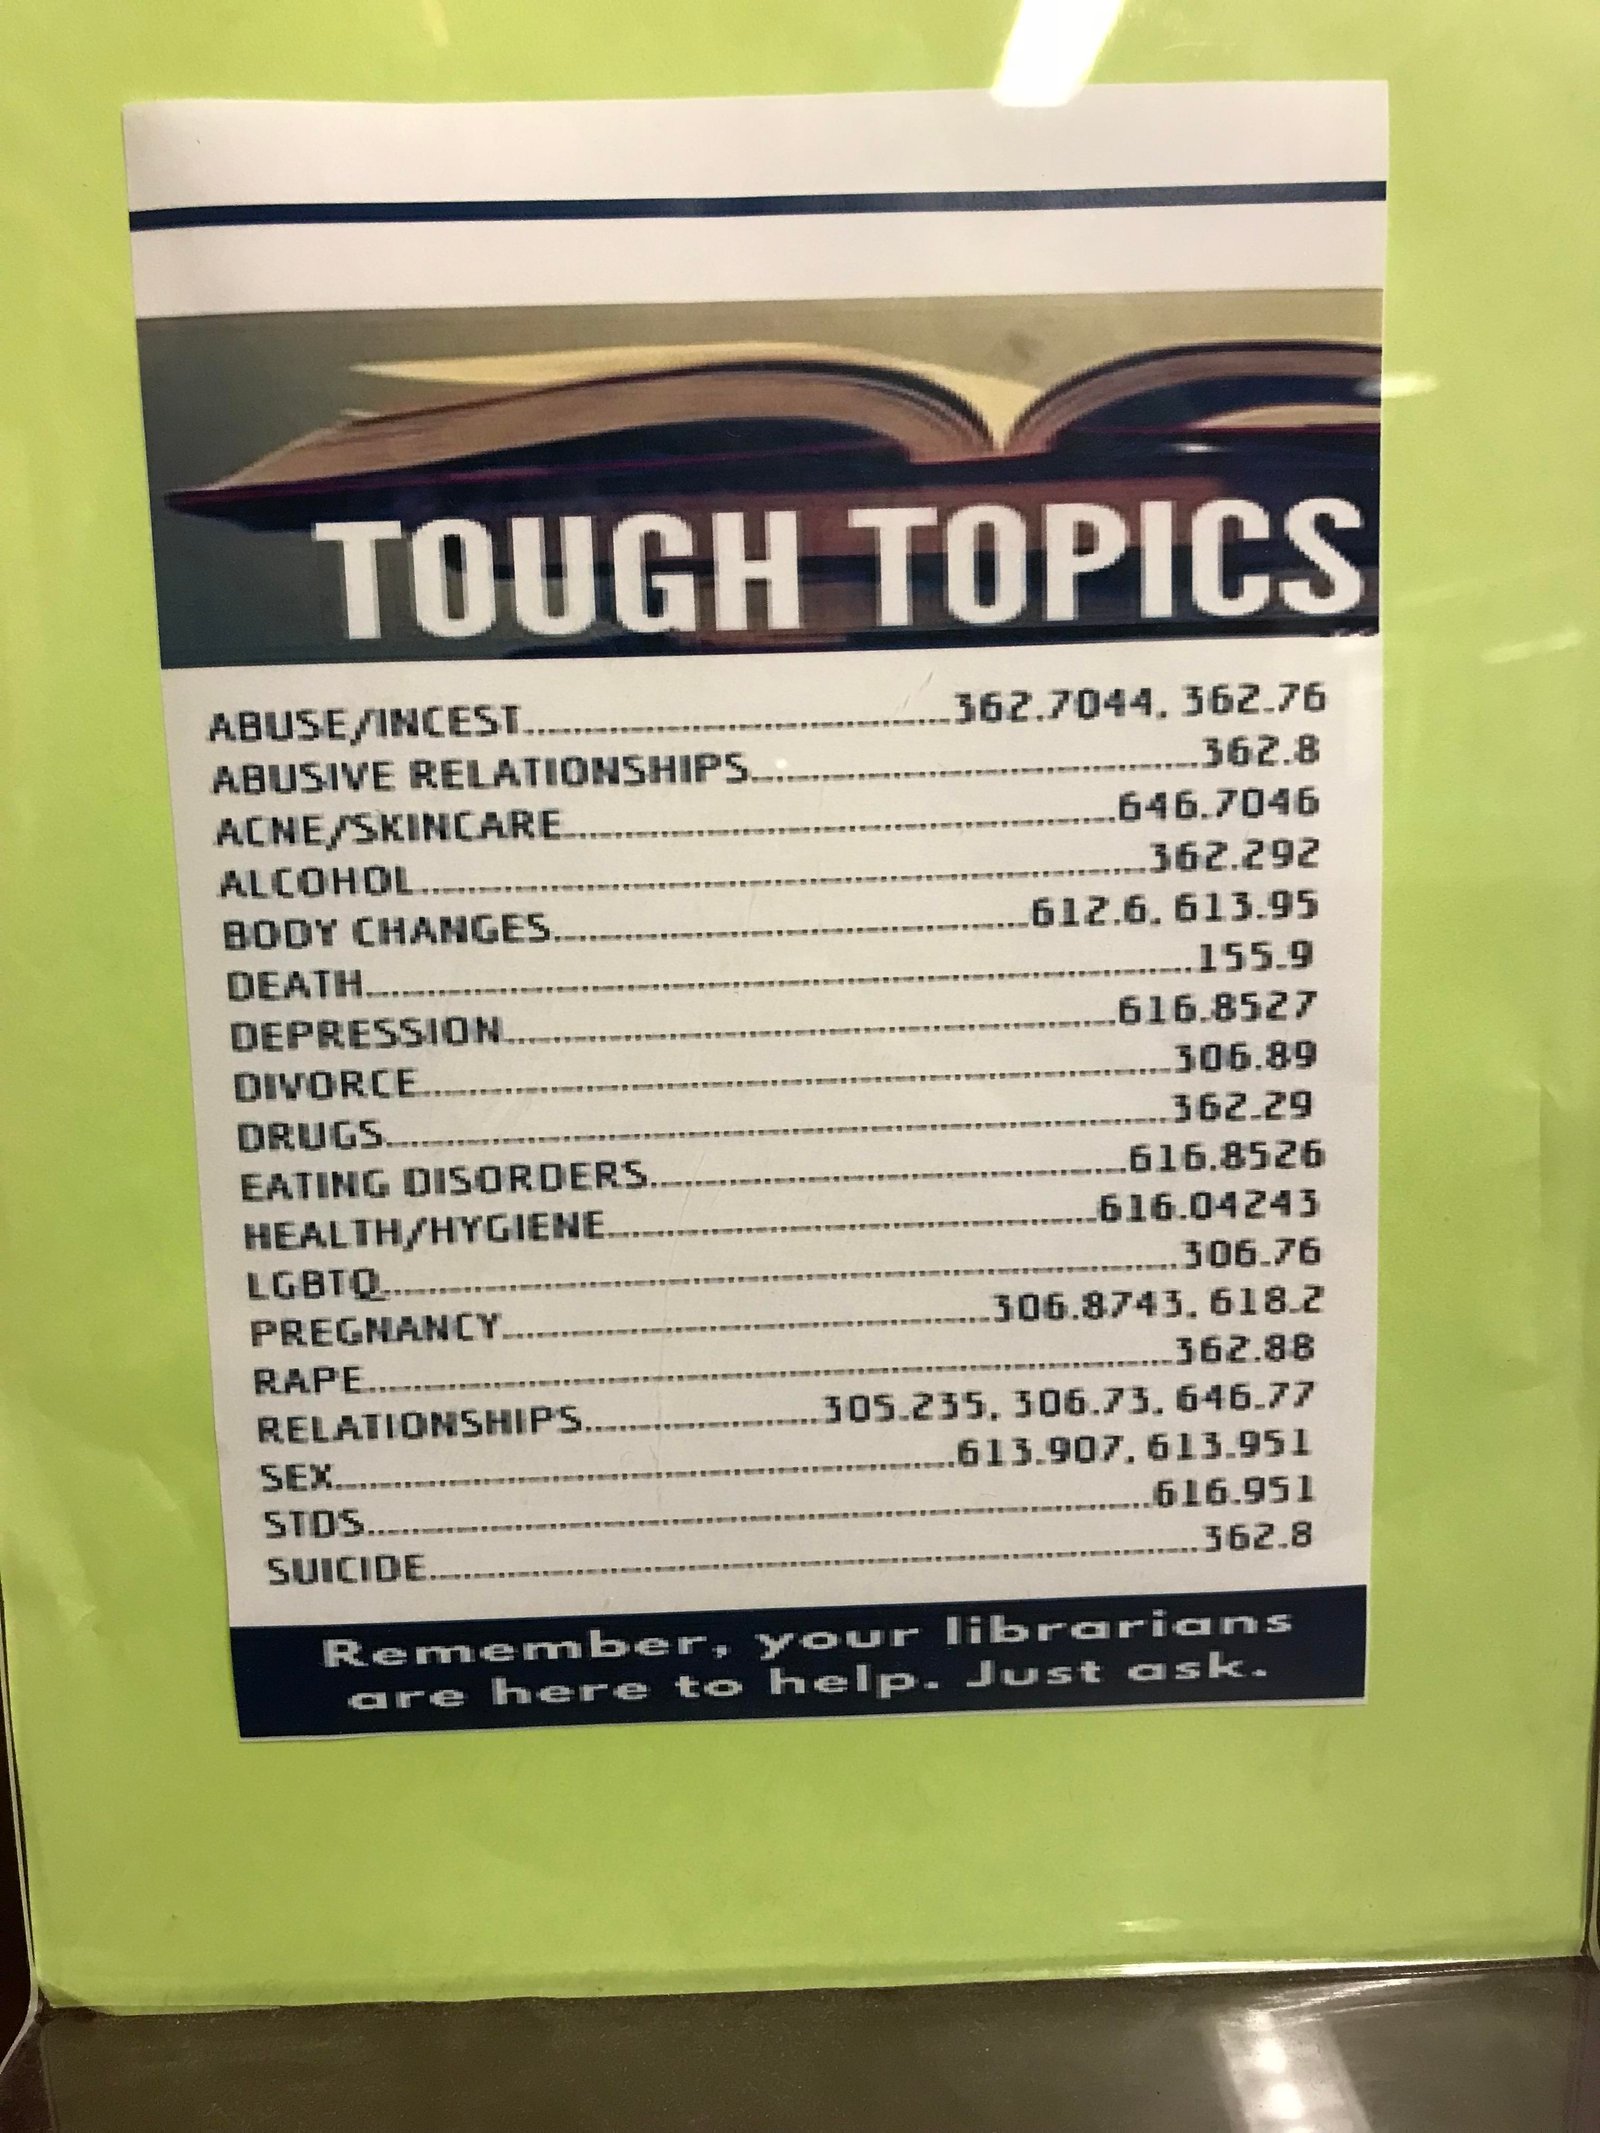 TOUGH TOPICS
ABUSE/INCEST..............................362.7044, 362.76
ABUSIVE RELATIONSHIPS..............................362.8
ACNE/SKINCARE..............................646.7046
ALCOHOL..............................362.292
BODY CHANGES..............................612.6, 613.95
DEATH..............................155.9
DEPRESSION..............................616.8527
DIVORCE..............................306.89
DRUGS..............................362.29
EATING DISORDERS..............................616.8526
HEALTH/HYGIENE..............................616.04243
LGBTQ..............................306.76
PREGNANCY..............................306.8743, 618.2
RAPE..............................362.88
RELATIONSHIPS..............................305.235, 306.73, 646.77
SEX..............................613.907, 613.951
STDS..............................616.951
SUICIDE..............................362.8
Remember, your librarians
are here to help. Just ask.